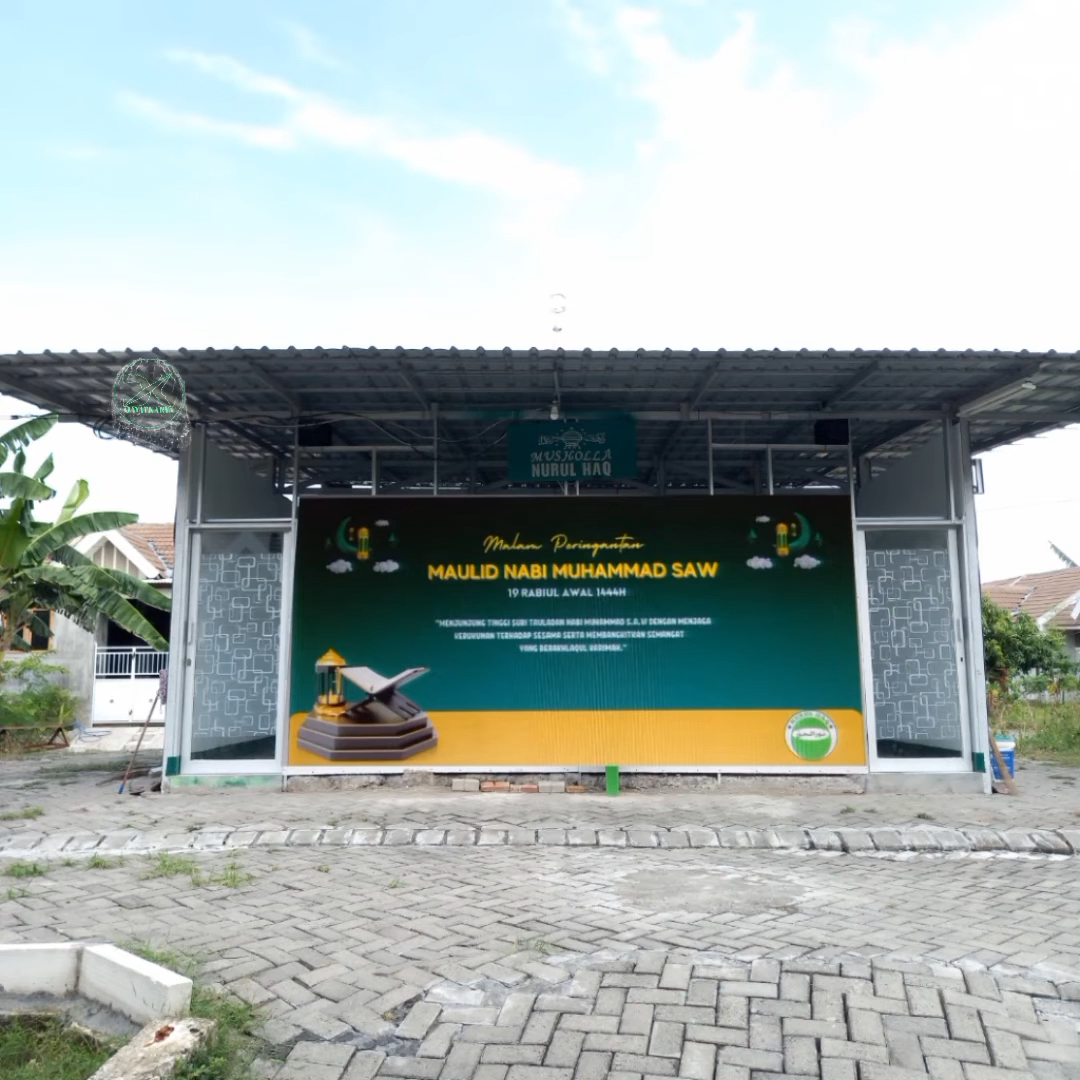 MUSHOLLA
NURUL HAQ
Malam Peringantan
MAULID NABI MUHAMMAD SAW
19 RABIUL AWAL 1444H
"MENJUNJUNG TINGGI SURI TAULADAN NABI MUHAMMAD S.A.W DENGAN MENJAGA
KERUKUNAN TERHADAP SESAMA SERTA MEMBANGKITKAN SEMANGAT
YANG BERAKHLAQUL KARIMAH."